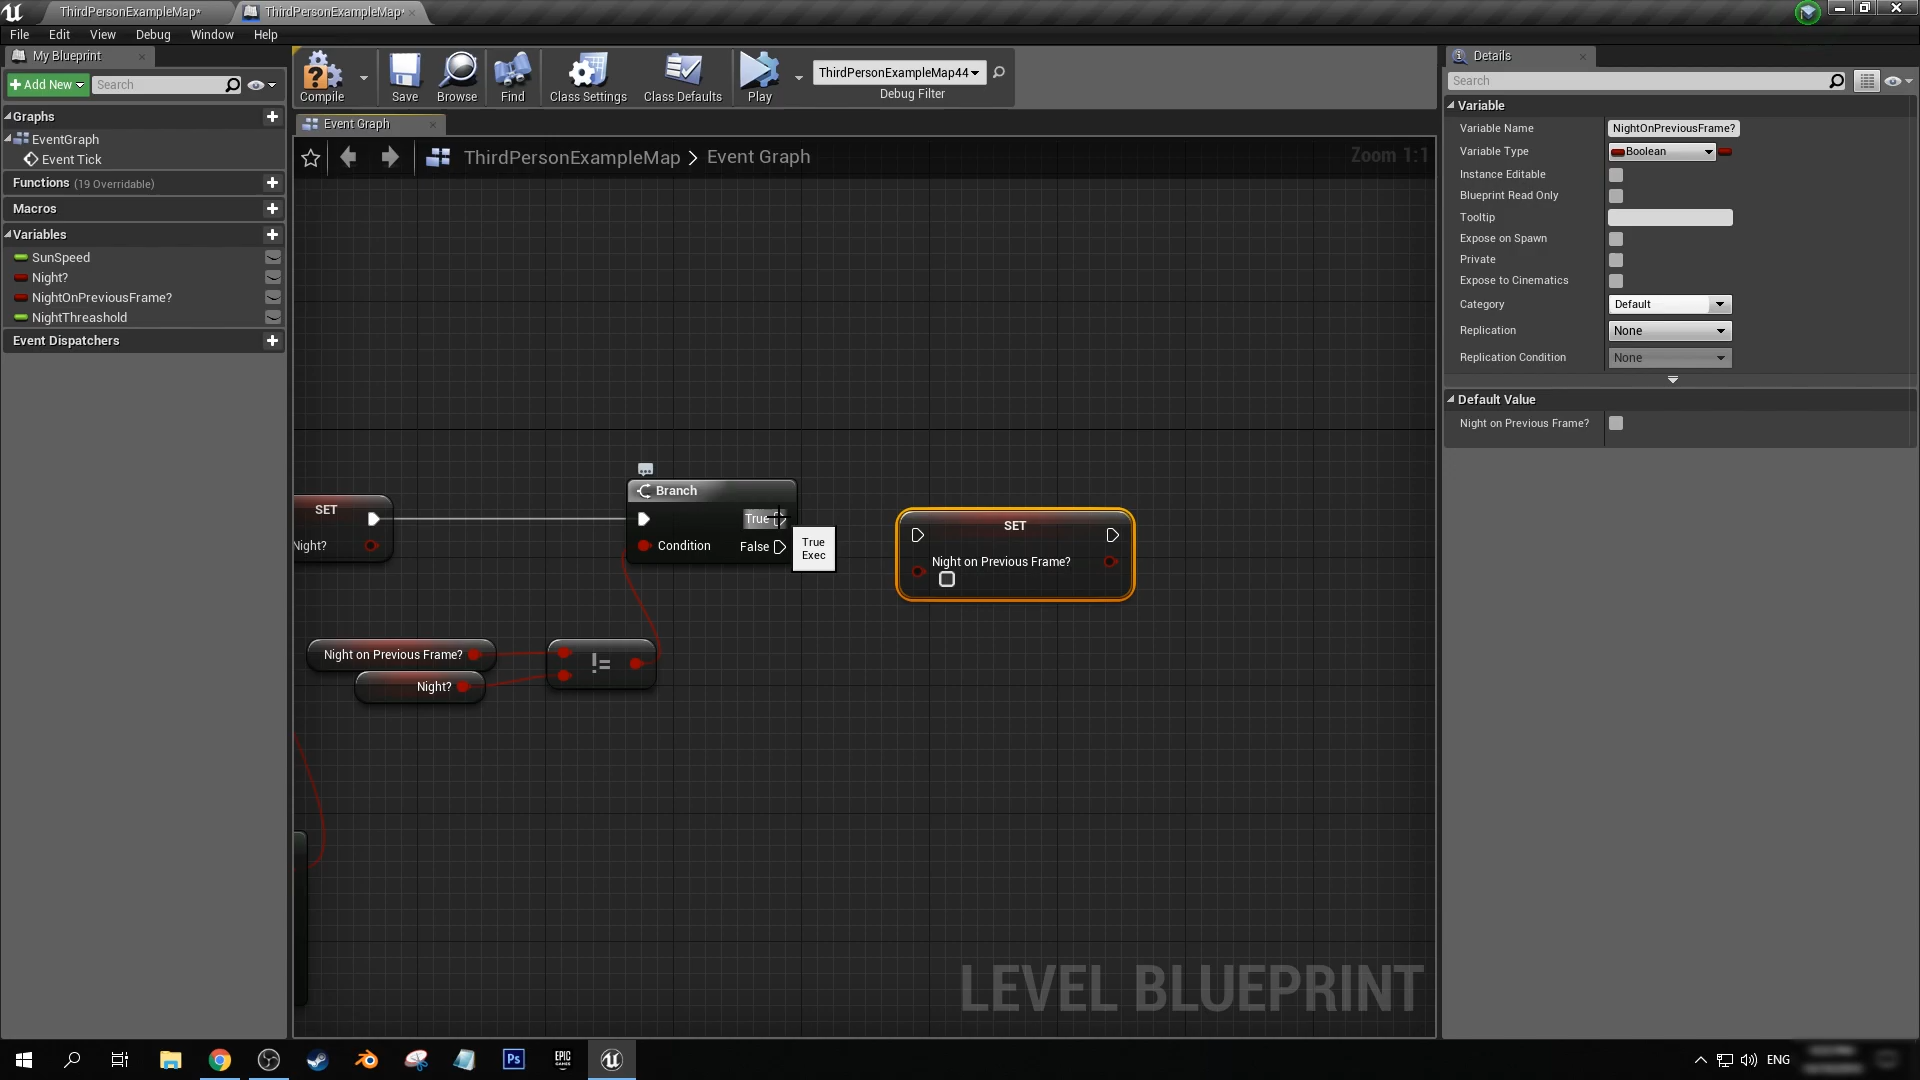 ThirdPersonExampleMap*
ThirdPersonExampleMap*
File Edit View Debug Window Help
My Blueprint
Add New
Search
Graphs
EventGraph
Event Tick
Functions (19 Overridable)
Macros
Variables
SunSpeed
Night?
NightOnPreviousFrame?
NightThreashold
Event Dispatchers
Compile
Save
Browse
Find
Class Settings
Class Defaults
Play
ThirdPersonExampleMap44
Debug Filter
Event Graph
ThirdPersonExampleMap > Event Graph
Zoom 1:1
SET
Night?
Branch
True
Condition
False
True
Exec
SET
Night on Previous Frame?
Night on Previous Frame?
Night?
!=
LEVEL BLUEPRINT
Details
Search
Variable
Variable Name NightOnPreviousFrame?
Variable Type Boolean
Instance Editable
Blueprint Read Only
Tooltip
Expose on Spawn
Private
Expose to Cinematics
Category Default
Replication None
Replication Condition None
Default Value
Night on Previous Frame?
Ps
EPIC
GAMES
ENG